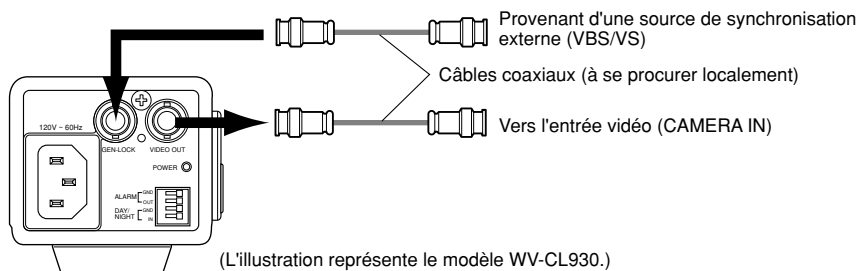 Provenant d'une source de synchronisation
externe (VBS/VS)
Câbles coaxiaux (à se procurer localement)
Vers l'entrée vidéo (CAMERA IN)
120V ~ 60Hz
GEN-LOCK
VIDEO OUT
POWER
ALARM
GND
OUT
DAY/
NIGHT
GND
IN
(L'illustration représente le modèle WV-CL930.)